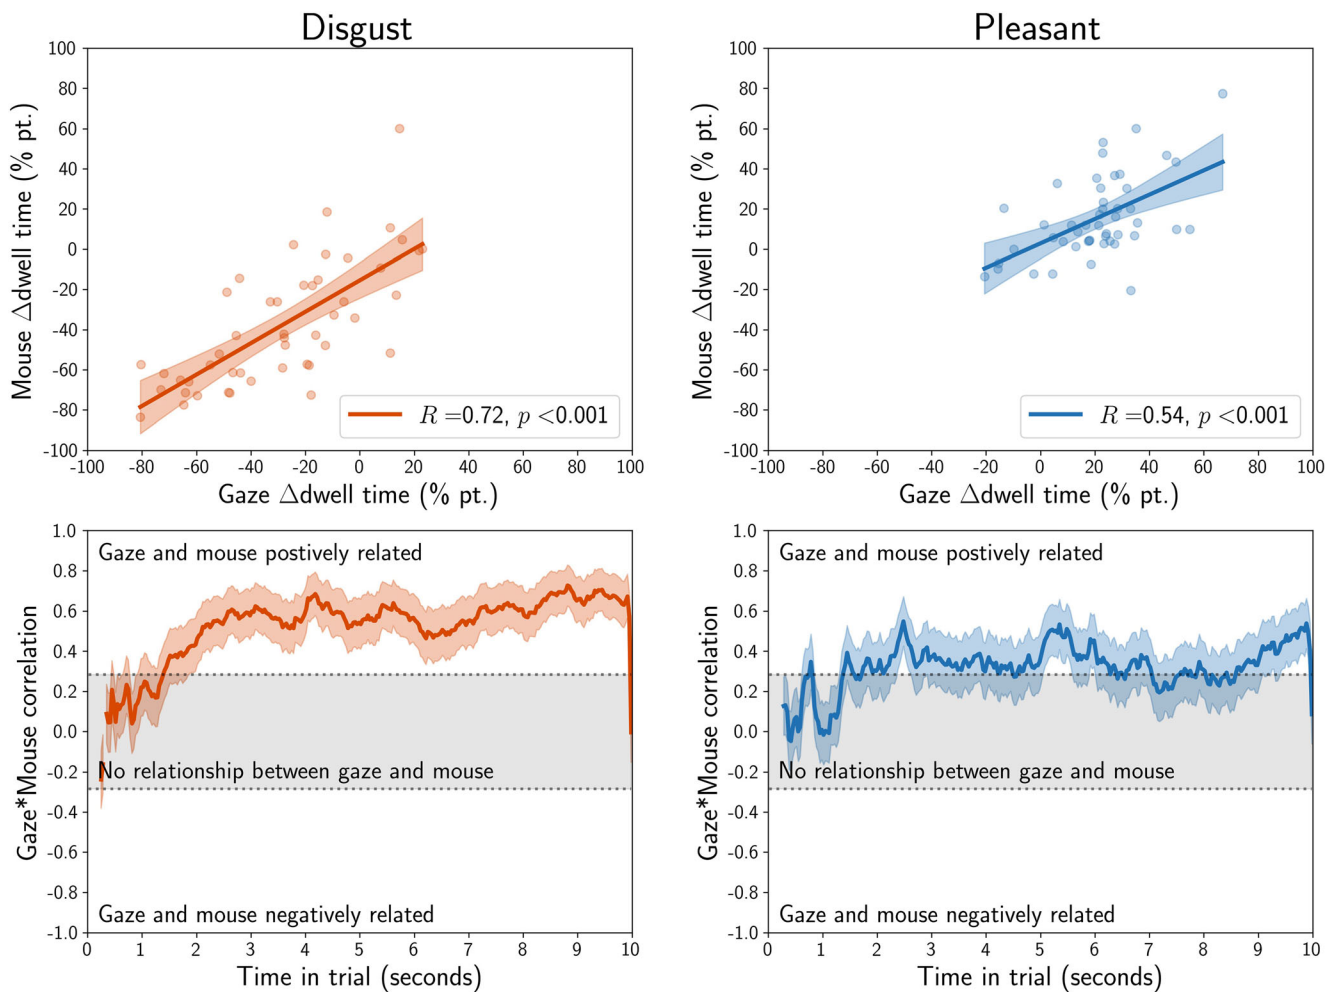 Disgust
Pleasant
100
80
60
40
20
0
-20
-40
-60
-80
-100
Mouse Δdwell time (% pt.)
R =0.72, p <0.001
-100 -80 -60 -40 -20 0 20 40 60 80 100
Gaze Δdwell time (% pt.)
100
80
60
40
20
0
-20
-40
-60
-80
-100
Mouse Δdwell time (% pt.)
R =0.54, p <0.001
-100 -80 -60 -40 -20 0 20 40 60 80 100
Gaze Δdwell time (% pt.)
1.0
0.8
0.6
0.4
0.2
0.0
-0.2
-0.4
-0.6
-0.8
-1.0
Gaze*Mouse correlation
Gaze and mouse postively related
No relationship between gaze and mouse
Gaze and mouse negatively related
0 1 2 3 4 5 6 7 8 9 10
Time in trial (seconds)
1.0
0.8
0.6
0.4
0.2
0.0
-0.2
-0.4
-0.6
-0.8
-1.0
Gaze*Mouse correlation
Gaze and mouse postively related
No relationship between gaze and mouse
Gaze and mouse negatively related
0 1 2 3 4 5 6 7 8 9 10
Time in trial (seconds)